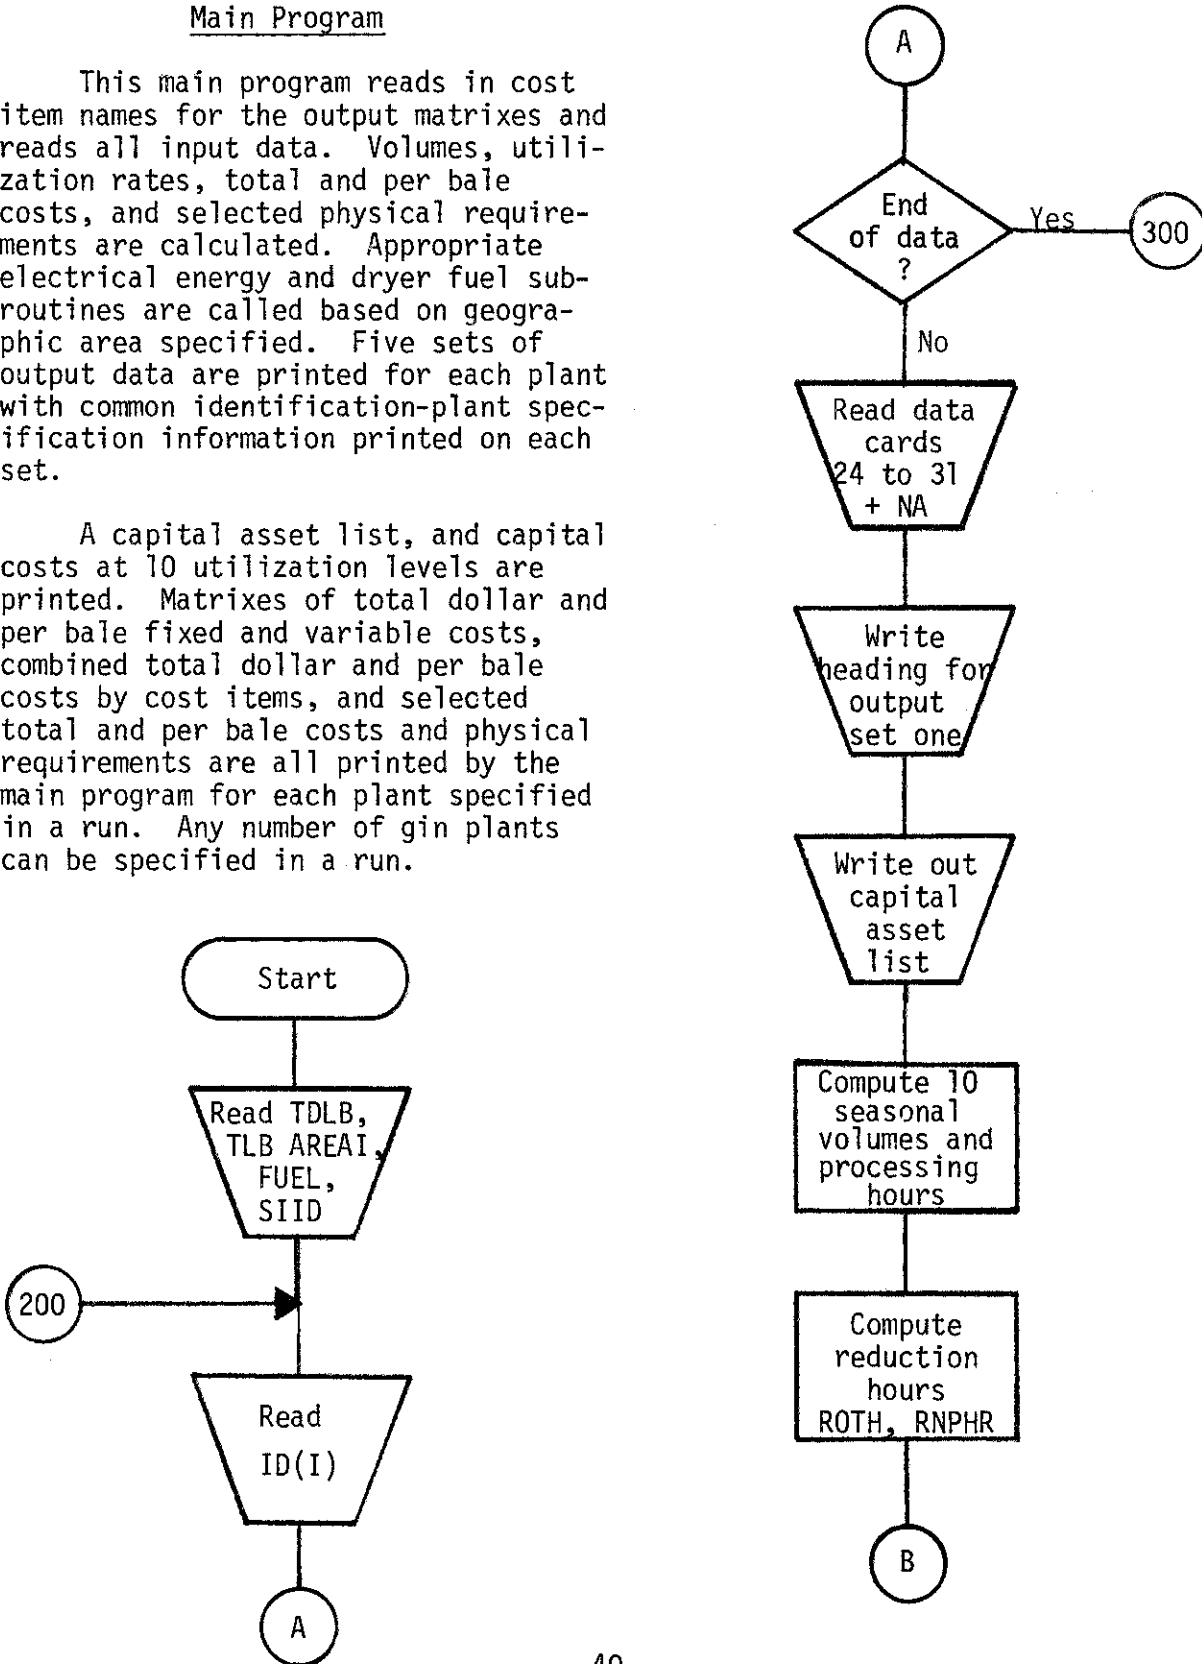 Main Program
This main program reads in cost
item names for the output matrixes and
reads all input data. Volumes, utili-
zation rates, total and per bale
costs, and selected physical require-
ments are calculated. Appropriate
electrical energy and dryer fuel sub-
routines are called based on geogra-
phic area specified. Five sets of
output data are printed for each plant
with common identification-plant spec-
ification information printed on each
set.
A capital asset list, and capital
costs at 10 utilization levels are
printed. Matrixes of total dollar and
per bale fixed and variable costs,
combined total dollar and per bale
costs by cost items, and selected
total and per bale costs and physical
requirements are all printed by the
main program for each plant specified
in a run. Any number of gin plants
can be specified in a run.
Start
Read TDLB,
TLB AREAI,
FUEL,
SIID
200
Read
ID(I)
A
A
End
of data
?
Yes
300
No
Read data
cards
24 to 31
+ NA
Write
heading for
output
set one
Write out
capital
asset
list
Compute 10
seasonal
volumes and
processing
hours
Compute
reduction
hours
ROTH, RNPHR
B